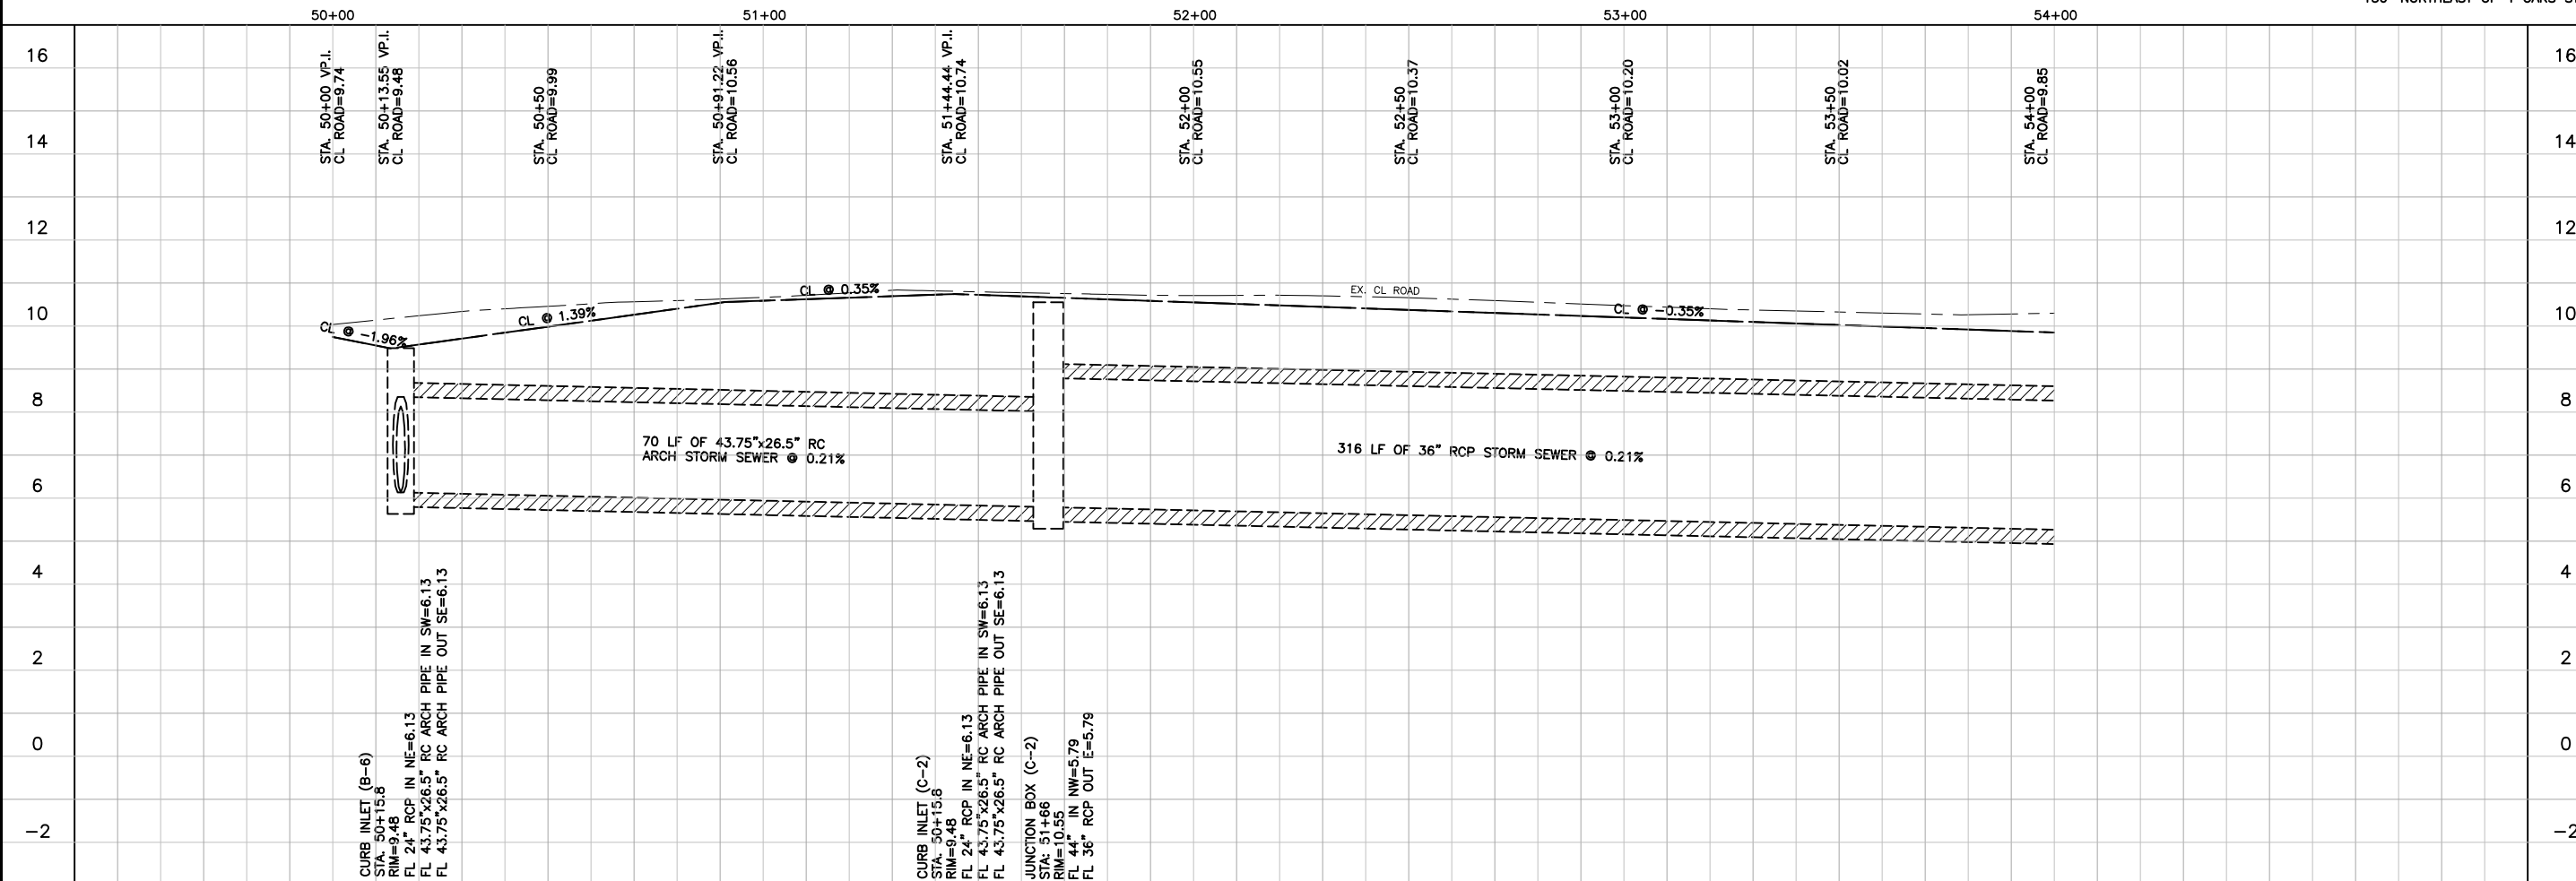 50+00
51+00
52+00
53+00
54+00
16
14
12
10
8
6
4
2
0
-2
STA. 50+00 VP.I.
CL ROAD=9.74
STA. 50+13.55 VP.I.
CL ROAD=9.48
STA. 50+50
CL ROAD=9.99
STA. 50+91.22 VP.I.
CL ROAD=10.56
STA. 51+44.44 VP.I.
CL ROAD=10.74
STA. 52+00
CL ROAD=10.55
STA. 52+50
CL ROAD=10.37
STA. 53+00
CL ROAD=10.20
STA. 53+50
CL ROAD=10.02
STA. 54+00
CL ROAD=9.85
CL @ -1.96%
CL @ 1.39%
CL @ 0.35%
EX. CL ROAD
CL @ -0.35%
70 LF OF 43.75"x26.5" RC
ARCH STORM SEWER @ 0.21%
316 LF OF 36" RCP STORM SEWER @ 0.21%
CURB INLET (B-6)
STA. 50+15.8
RIM=9.48
FL 24" RCP IN NE=6.13
FL 43.75"x26.5" RC ARCH PIPE IN SW=6.13
FL 43.75"x26.5" RC ARCH PIPE OUT SE=6.13
CURB INLET (C-2)
STA. 50+15.8
RIM=9.48
FL 24" RCP IN NE=6.13
FL 43.75"x26.5" RC ARCH PIPE IN SW=6.13
FL 43.75"x26.5" RC ARCH PIPE OUT SE=6.13
JUNCTION BOX (C-2)
STA: 51+66
RIM=10.55
FL 44" IN NW=5.79
FL 36" RCP OUT E=5.79
16
14
12
10
8
6
4
2
0
-2